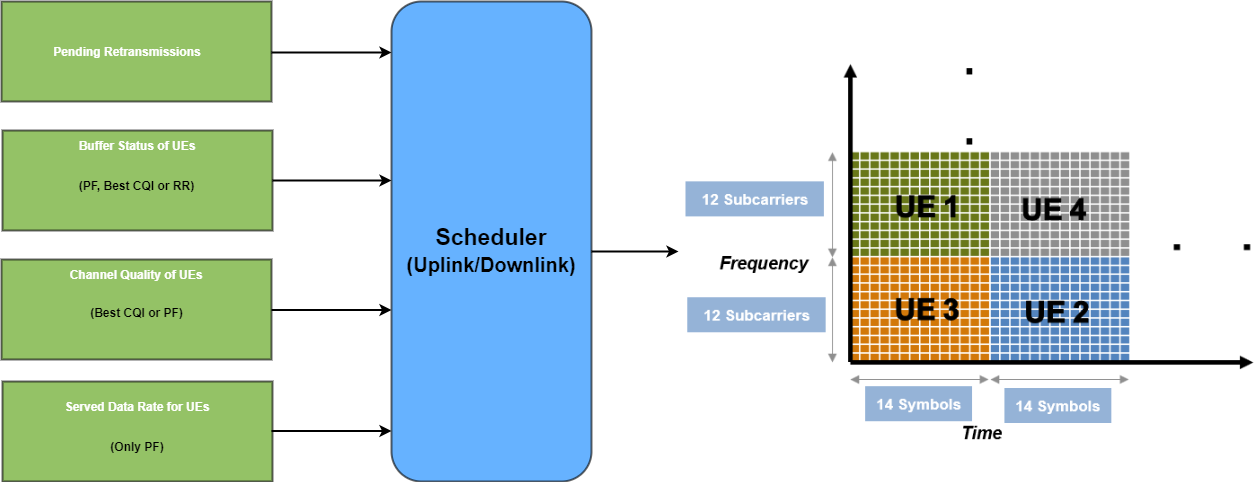 Pending Retransmissions
Buffer Status of UEs
(PF, Best CQI or RR)
Channel Quality of UEs
(Best CQI or PF)
Served Data Rate for UEs
(Only PF)
Scheduler
(Uplink/Downlink)
12 Subcarriers
Frequency
12 Subcarriers
UE 1
UE 4
UE 3
UE 2
14 Symbols
14 Symbols
Time